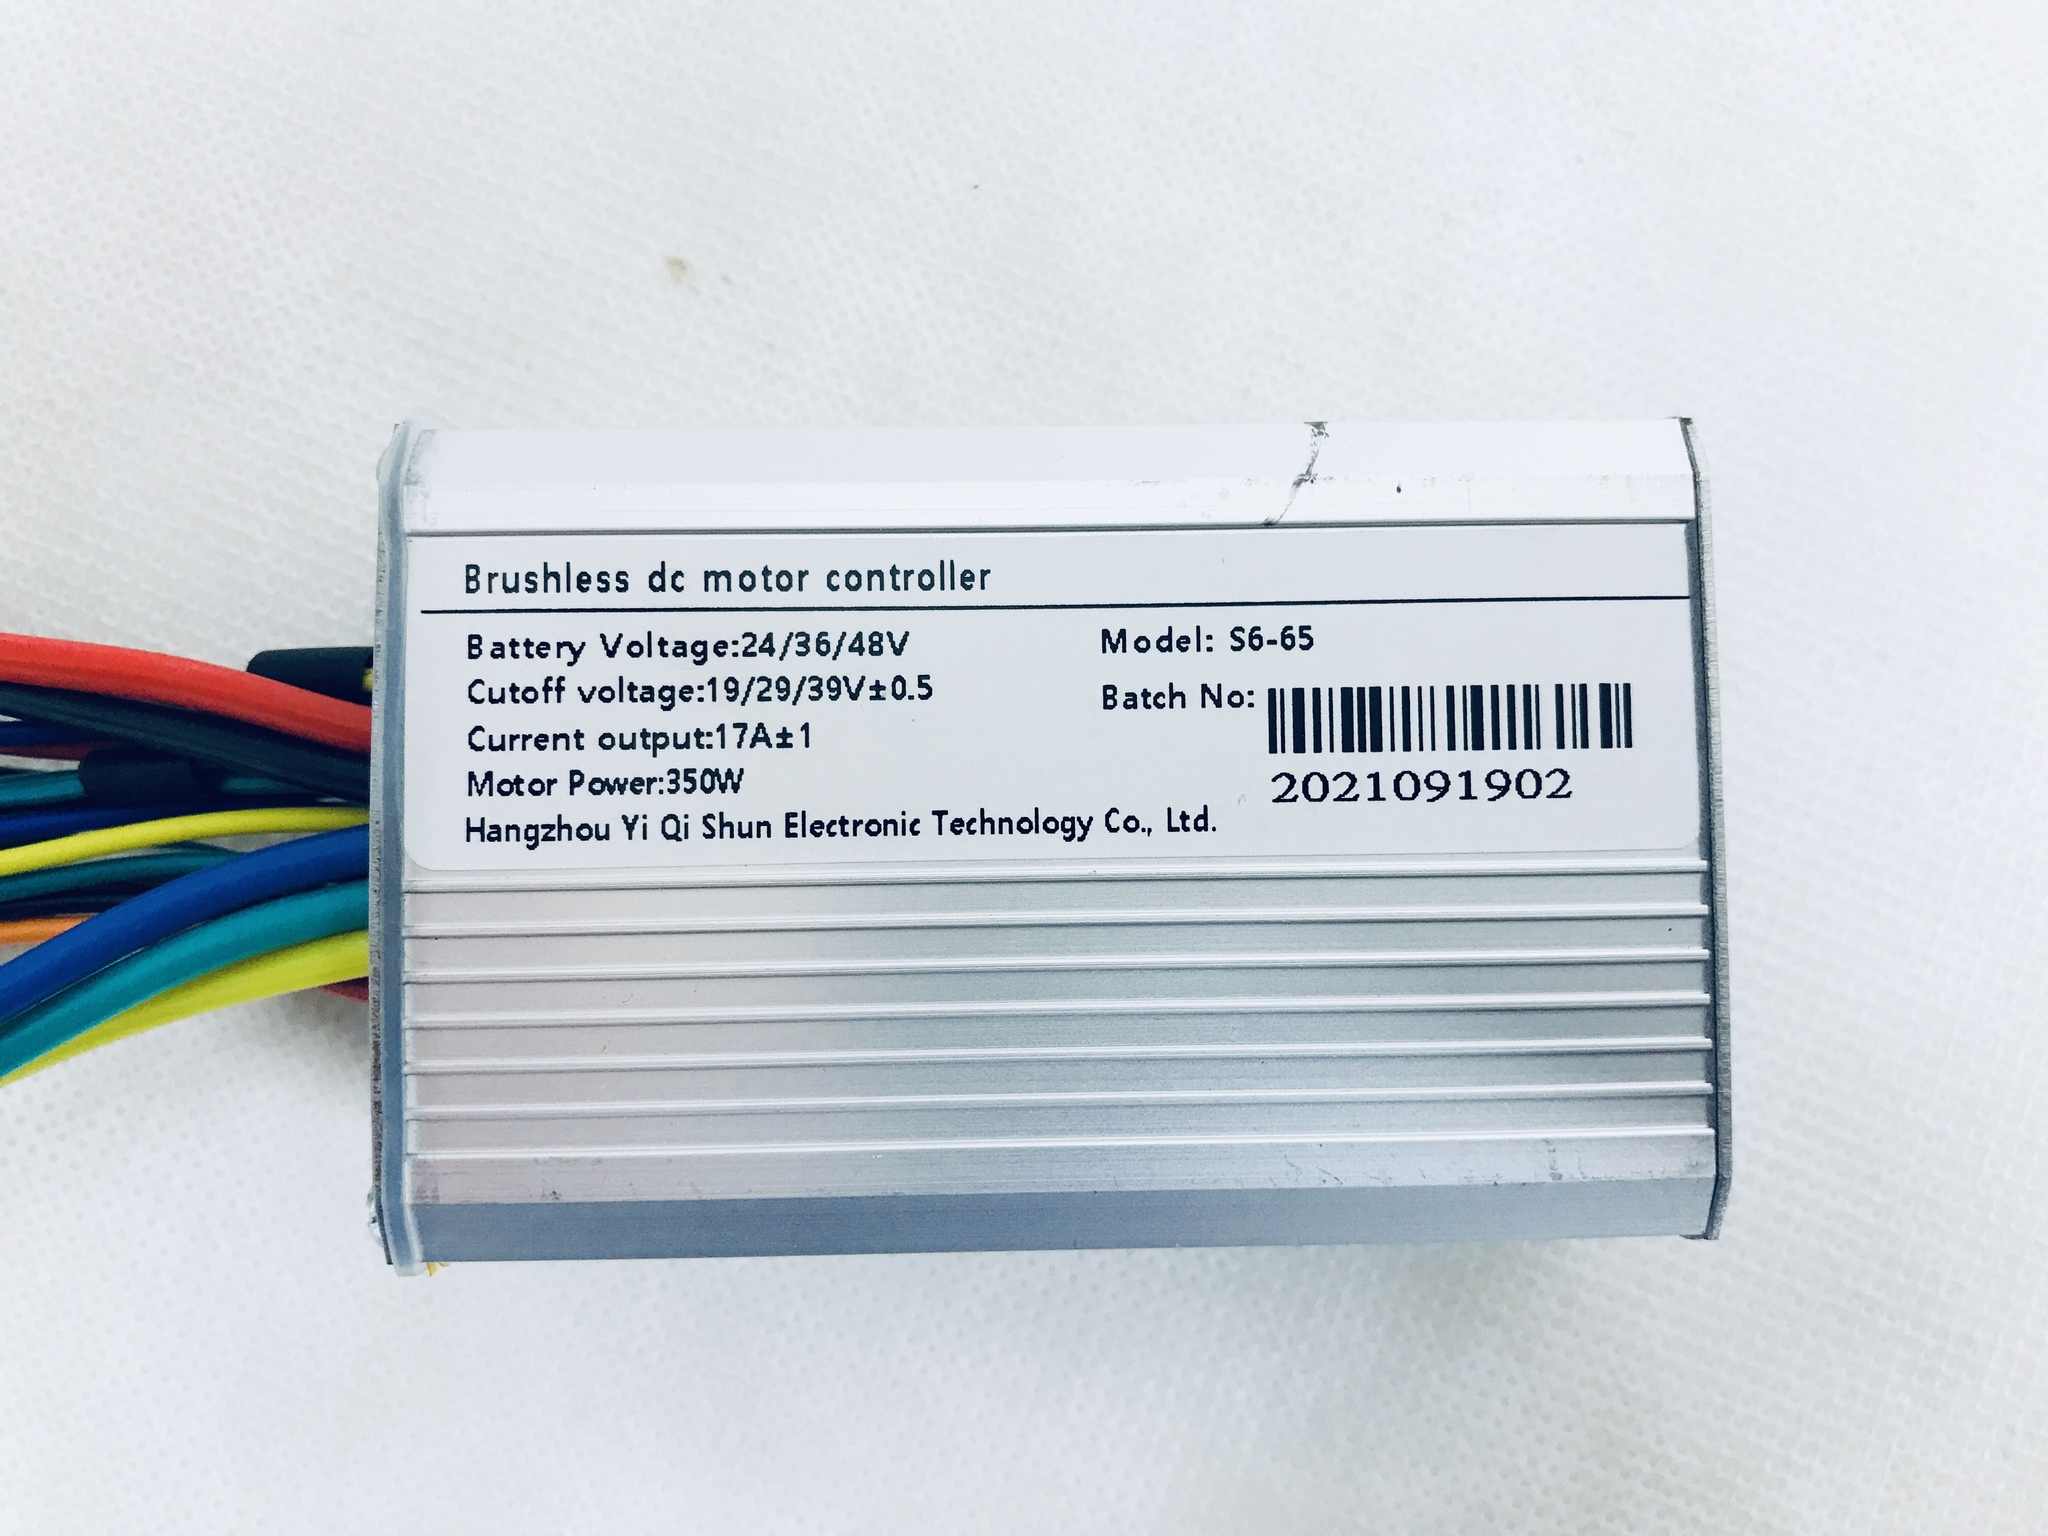 Brushless dc motor controller
Battery Voltage:24/36/48V
Cutoff voltage:19/29/39V±0.5
Current output:17A±1
Motor Power:350W
Hangzhou Yi Qi Shun Electronic Technology Co., Ltd.
Model: S6-65
Batch No:
2021091902